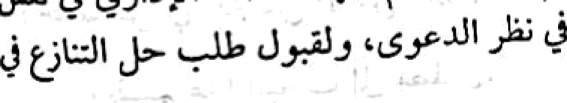 في نظر الدعوى، ولقبول طلب حل التنازع في